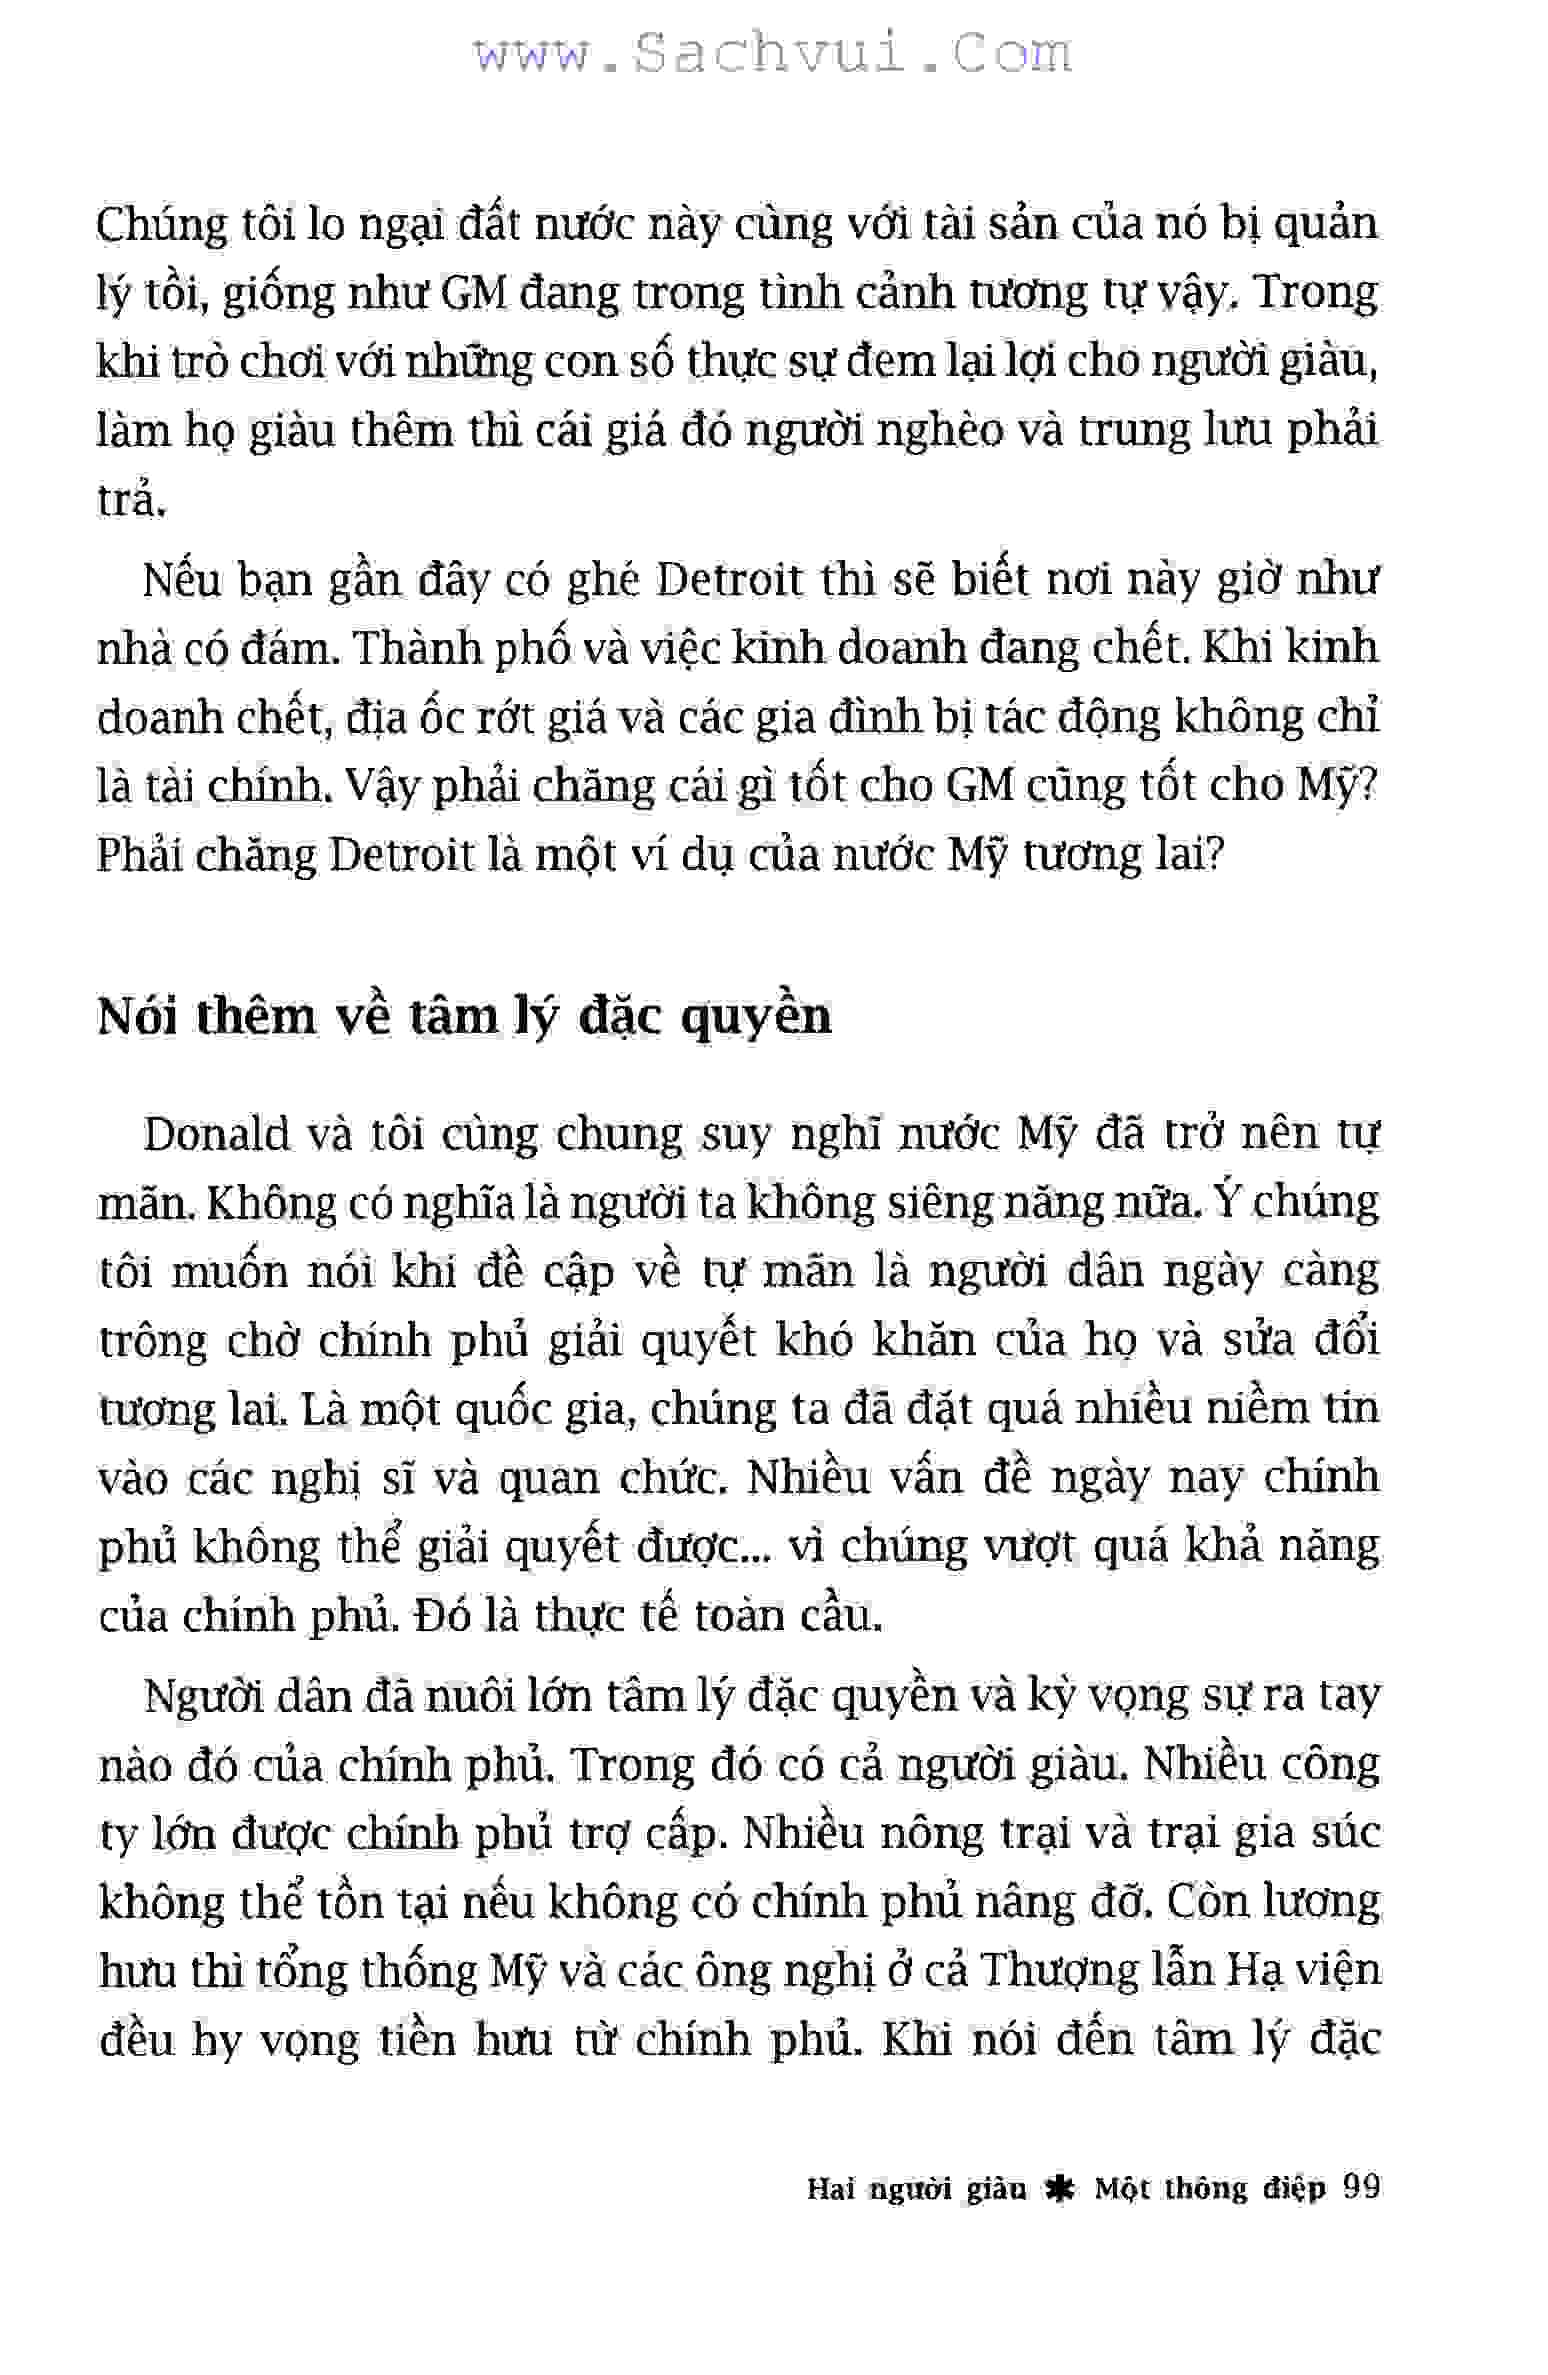 www.Sachvui.Com
Chúng tôi lo ngại đất nước này cùng với tài sản của nó bị quản
lý tồi, giống như GM đang trong tình cảnh tương tự vậy. Trong
khi trò chơi với những con số thực sự đem lại lợi cho người giàu,
làm họ giàu thêm thì cái giá đó người nghèo và trung lưu phải
trả.
Nếu bạn gần đây có ghé Detroit thì sẽ biết nơi này giờ như
nhà có đám. Thành phố và việc kinh doanh đang chết. Khi kinh
doanh chết, địa ốc rớt giá và các gia đình bị tác động không chỉ
là tài chính. Vậy phải chăng cái gì tốt cho GM cũng tốt cho Mỹ?
Phải chăng Detroit là một ví dụ của nước Mỹ tương lai?
Nói thêm về tâm lý đặc quyền
Donald và tôi cùng chung suy nghĩ nước Mỹ đã trở nên tự
mãn. Không có nghĩa là người ta không siêng năng nữa. Ý chúng
tôi muốn nói khi đề cập về tự mãn là người dân ngày càng
trông chờ chính phủ giải quyết khó khăn của họ và sửa đổi
tương lai. Là một quốc gia, chúng ta đã đặt quá nhiều niềm tin
vào các nghị sĩ và quan chức. Nhiều vấn đề ngày nay chính
phủ không thể giải quyết được... vì chúng vượt quá khả năng
của chính phủ. Đó là thực tế toàn cầu.
Người dân đã nuôi lớn tâm lý đặc quyền và kỳ vọng sự ra tay
nào đó của chính phủ. Trong đó có cả người giàu. Nhiều công
ty lớn được chính phủ trợ cấp. Nhiều nông trại và trại gia súc
không thể tồn tại nếu không có chính phủ nâng đỡ. Còn lương
hưu thì tổng thống Mỹ và các ông nghị ở cả Thượng lẫn Hạ viện
đều hy vọng tiền hưu từ chính phủ. Khi nói đến tâm lý đặc
Hai người giàu ✱ Một thông điệp 99